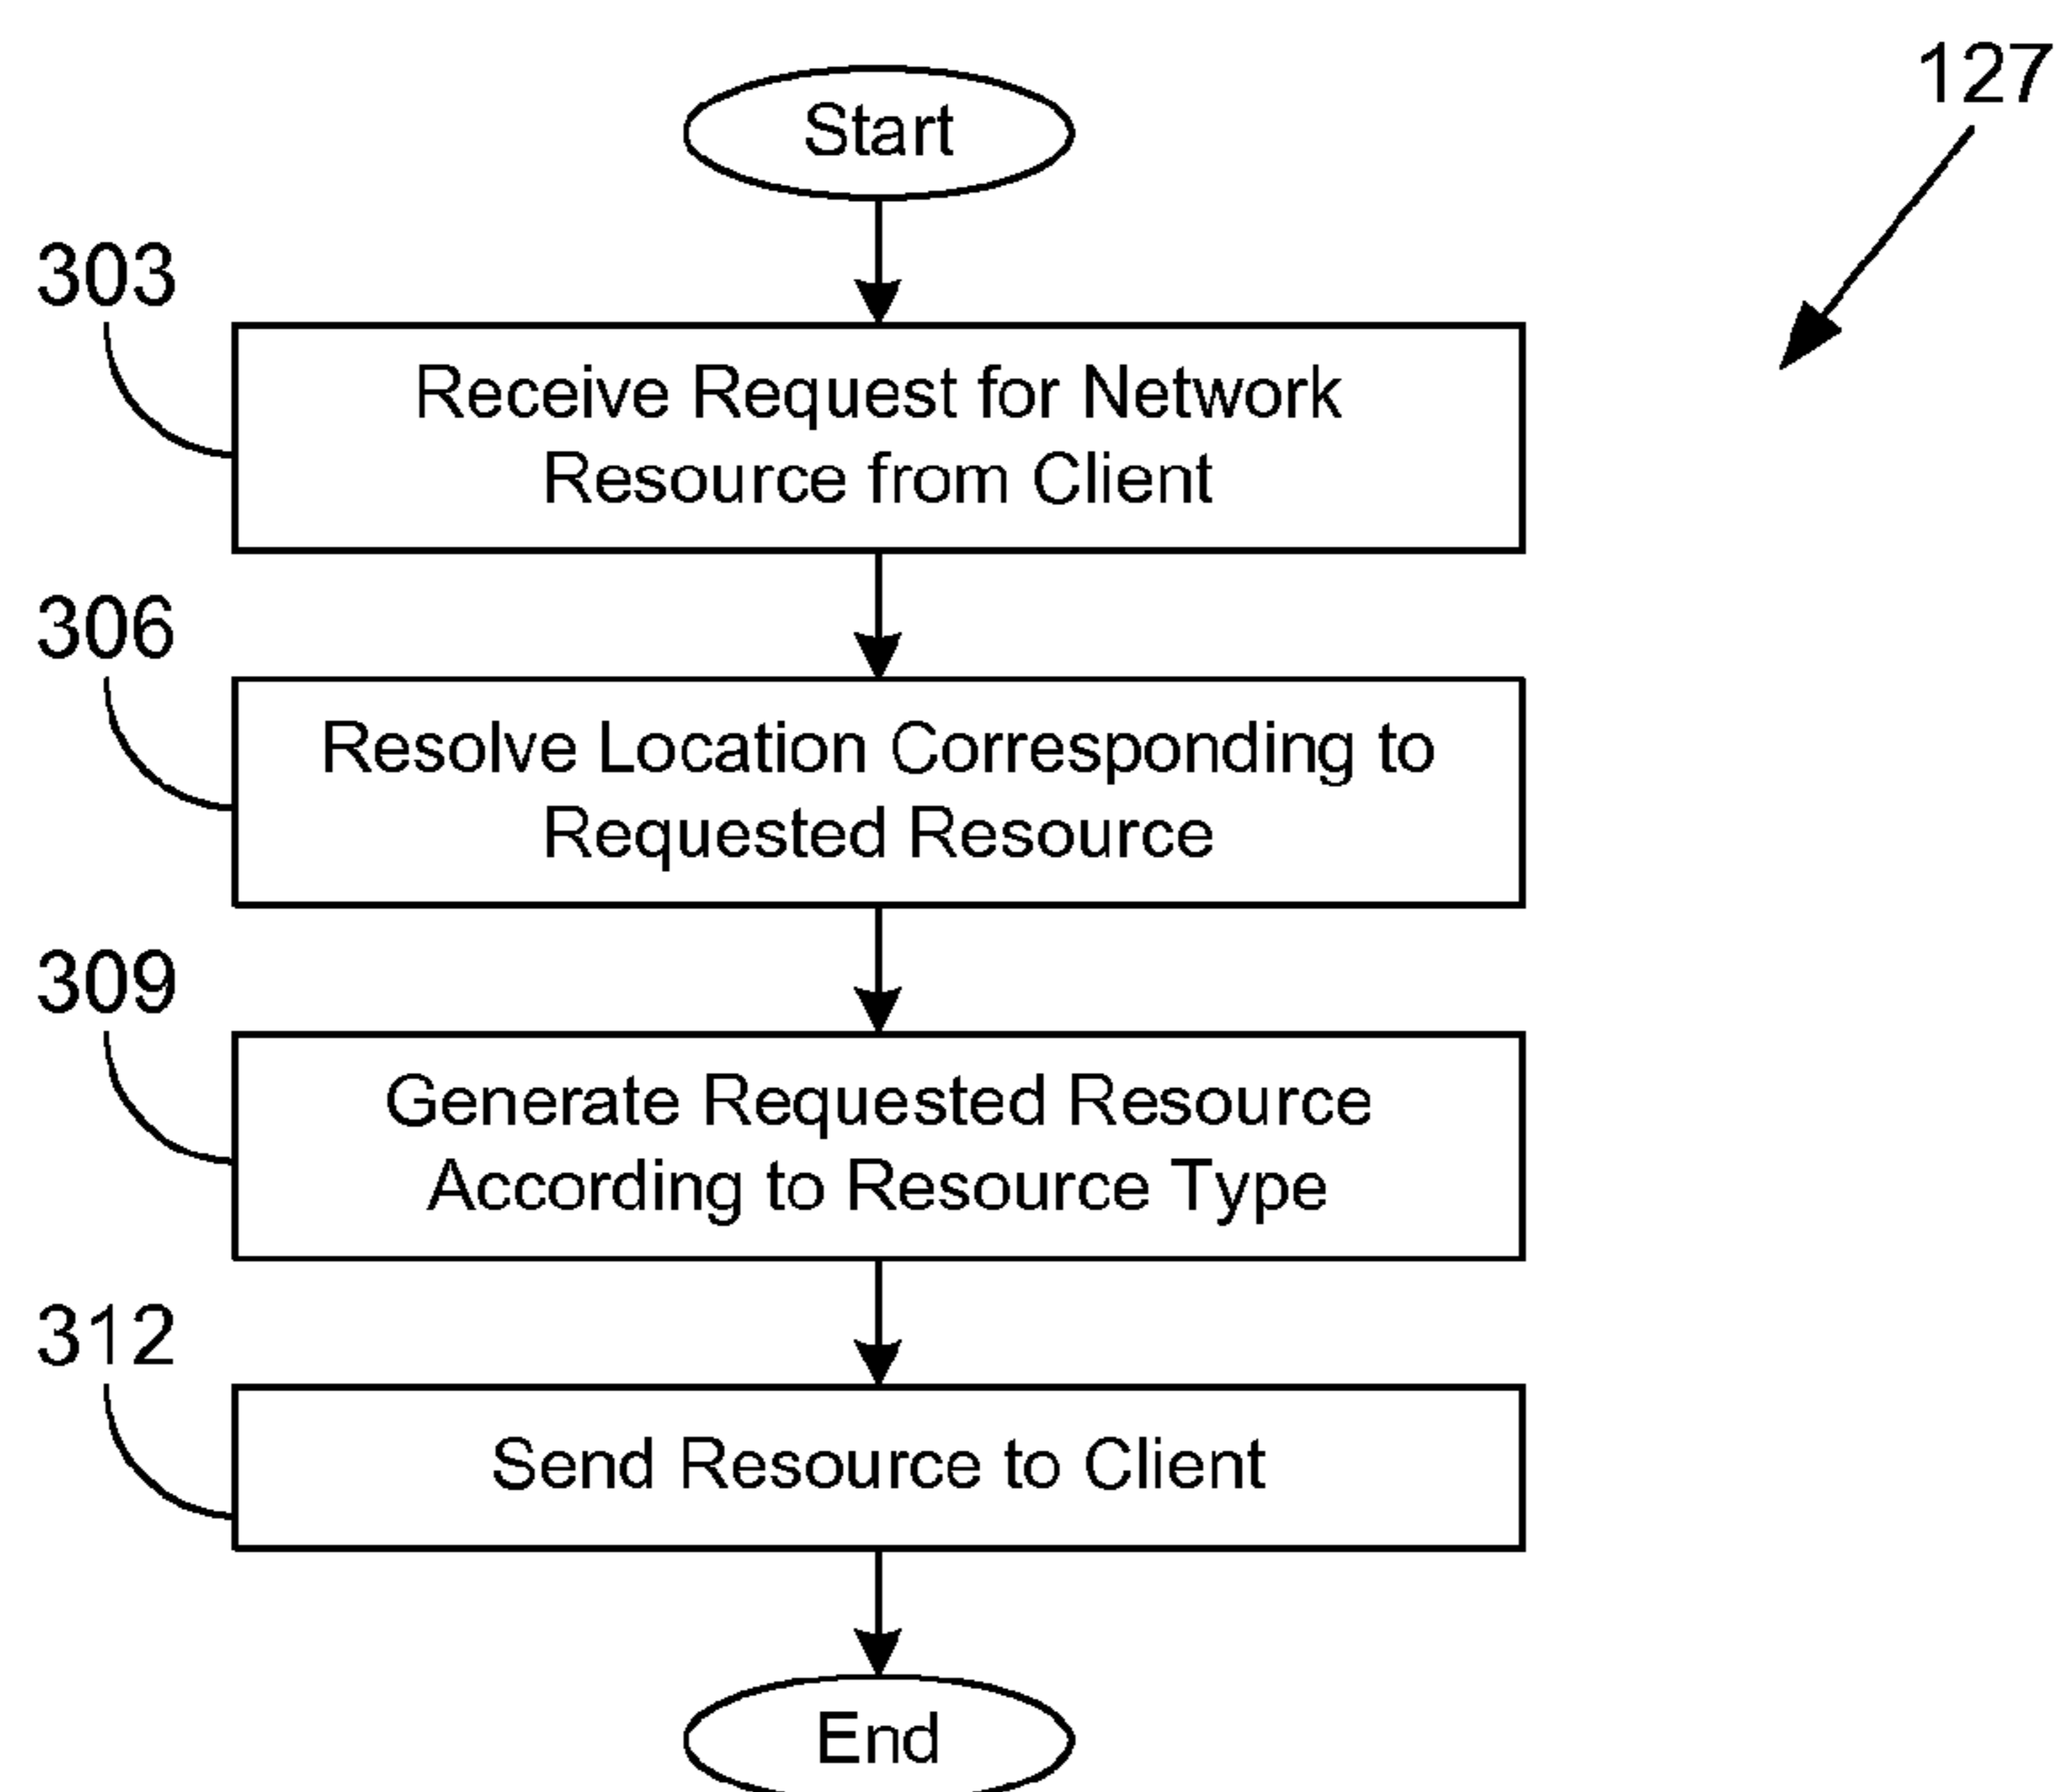 127
Start
303
Receive Request for Network
Resource from Client
306
Resolve Location Corresponding to
Requested Resource
309
Generate Requested Resource
According to Resource Type
312
Send Resource to Client
End